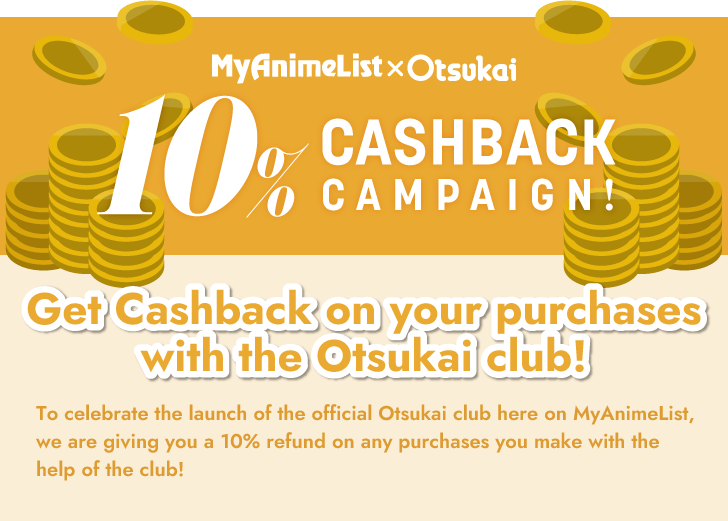 MyAnimeList×Otsukai
10% CASHBACK
CAMPAIGN!
Get Cashback on your purchases
with the Otsukai club!
To celebrate the launch of the official Otsukai club here on MyAnimeList,
we are giving you a 10% refund on any purchases you make with the
help of the club!